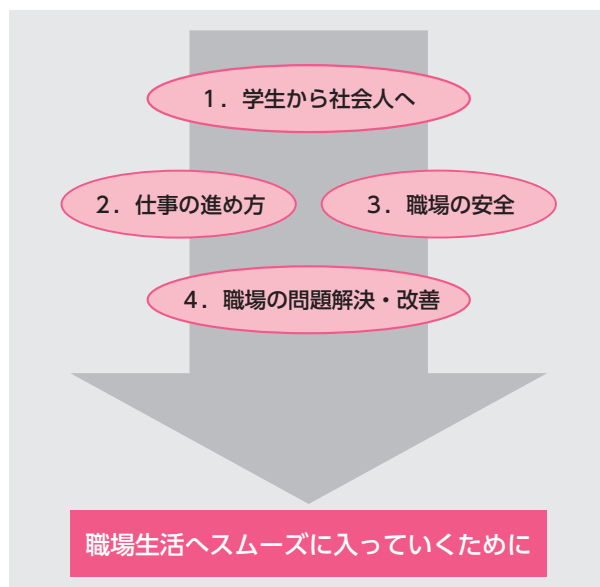 1．学生から社会人へ
2．仕事の進め方
3．職場の安全
4．職場の問題解決・改善
職場生活へスムーズに入っていくために